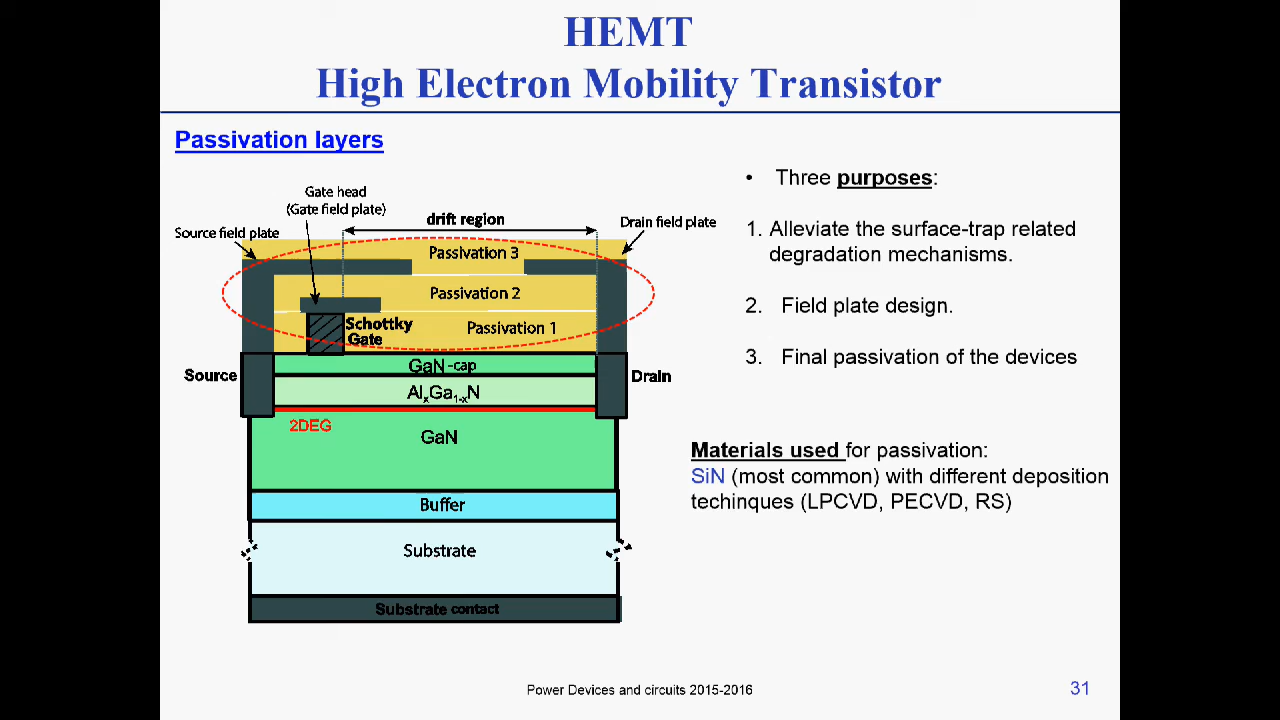 HEMT
High Electron Mobility Transistor
Passivation layers
Gate head
(Gate field plate)
Source field plate
drift region
Drain field plate
Passivation 3
Passivation 2
Passivation 1
Schottky
Gate
GaN-cap
Source
Drain
AlxGa1-xN
2DEG
GaN
Buffer
Substrate
Substrate contact
• Three purposes:
1. Alleviate the surface-trap related
degradation mechanisms.
2. Field plate design.
3. Final passivation of the devices
Materials used for passivation:
SiN (most common) with different deposition
techinques (LPCVD, PECVD, RS)
Power Devices and circuits 2015-2016
31